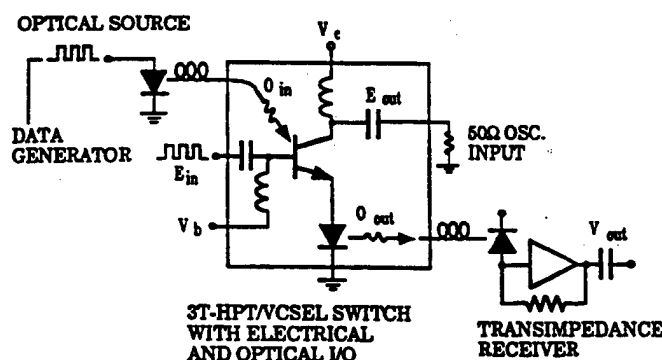 OPTICAL SOURCE
V c
O in
E out
DATA
GENERATOR
50Ω OSC.
INPUT
E in
V b
O out
V out
3T-HPT/VCSEL SWITCH
WITH ELECTRICAL
AND OPTICAL I/O
TRANSIMPEDANCE
RECEIVER